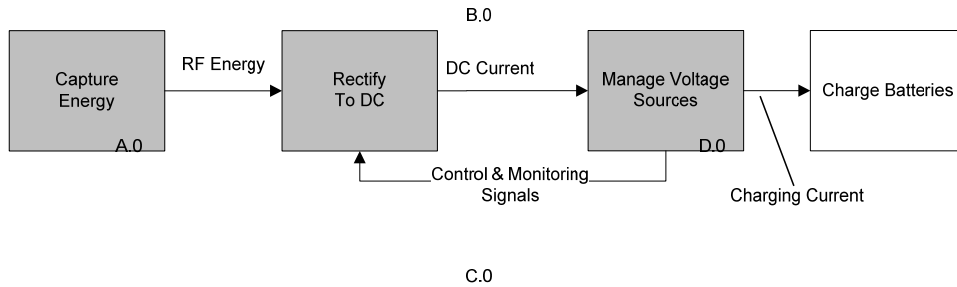 B.0
Capture
Energy
A.0
RF Energy
Rectify
To DC
DC Current
Manage Voltage
Sources
D.0
Charge Batteries
Control & Monitoring
Signals
Charging Current
C.0